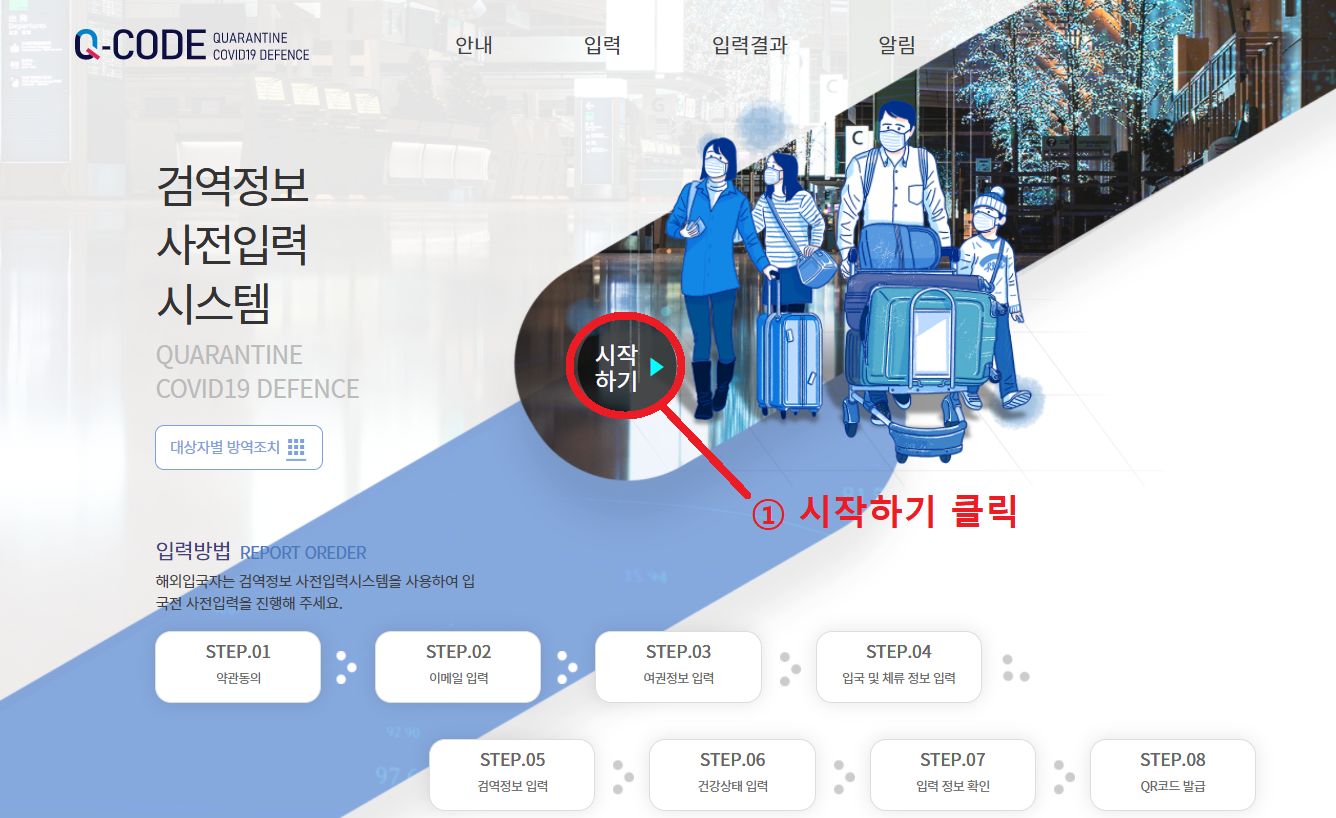 Q-CODE QUARANTINE
COVID19 DEFENCE
안내 입력 입력결과 알림
G
C
C
검역정보
사전입력
시스템
QUARANTINE
COVID19 DEFENCE
시작
하기
대상자별 방역조치
① 시작하기 클릭
입력방법 REPORT OREDER
해외입국자는 검역정보 사전입력시스템을 사용하여 입
국전 사전입력을 진행해 주세요.
STEP.01
약관동의
STEP.02
이메일 입력
STEP.03
여권정보 입력
STEP.04
입국 및 체류 정보 입력
92 90
STEP.05
검역정보 입력
STEP.06
건강상태 입력
STEP.07
입력 정보 확인
STEP.08
QR코드 발급